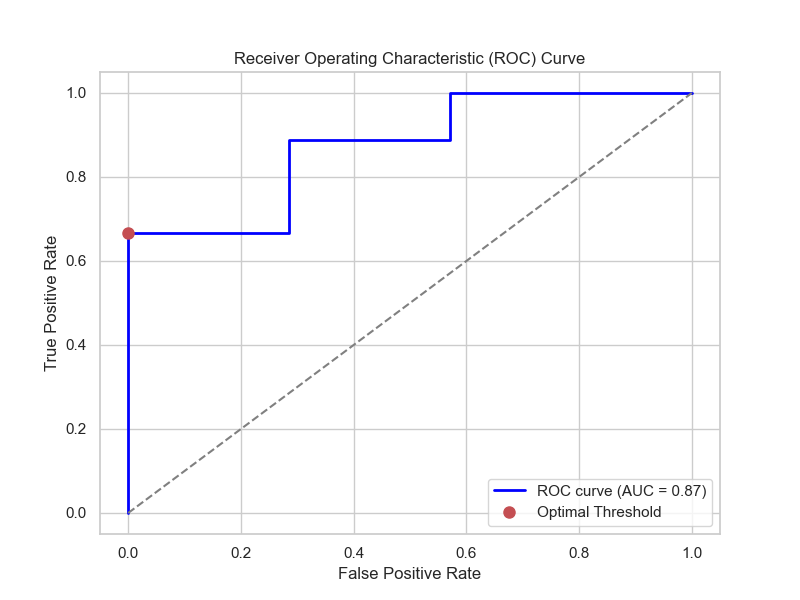 Receiver Operating Characteristic (ROC) Curve
True Positive Rate
1.0
0.8
0.6
0.4
0.2
0.0
0.0 0.2 0.4 0.6 0.8 1.0
False Positive Rate
ROC curve (AUC = 0.87)
Optimal Threshold